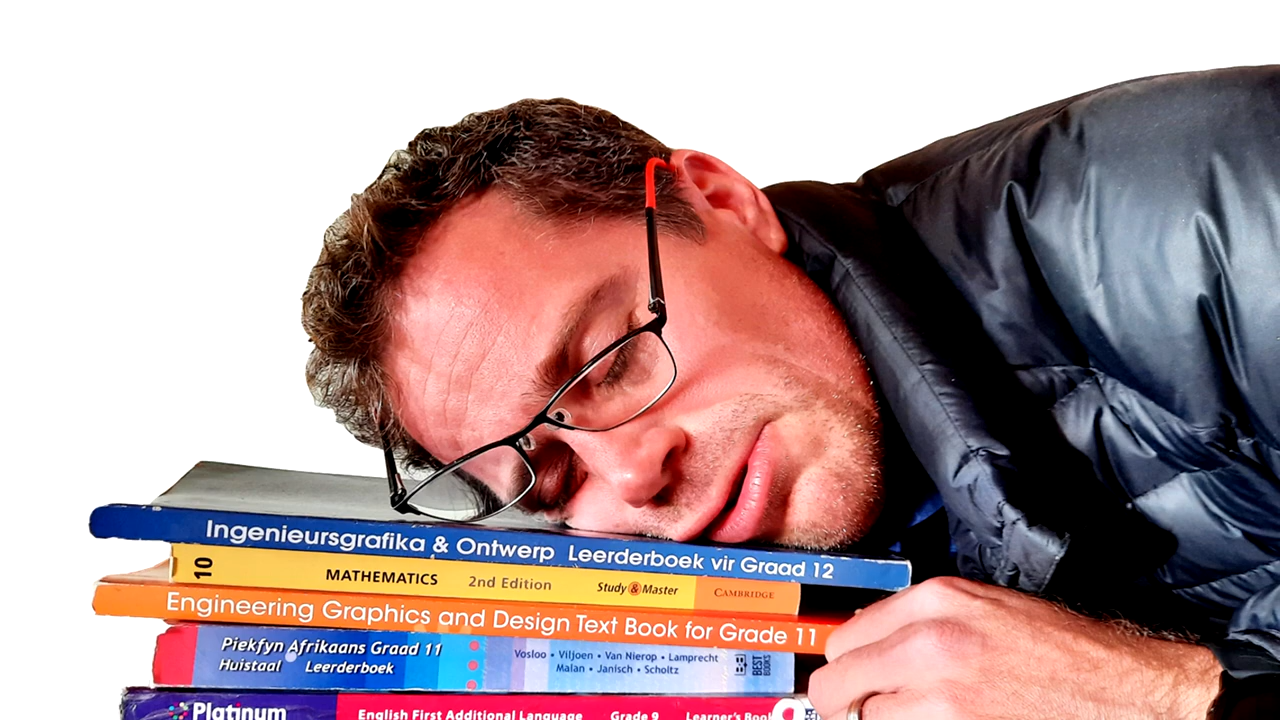 Ingenieursgrafika & Ontwerp Leerderboek vir Graad 12
10 MATHEMATICS 2nd Edition Study & Master CAMBRIDGE
Engineering Graphics and Design Text Book for Grade 11
Piekfyn Afrikaans Graad 11
Huistaal Leerderboek
Vosloo • Viljoen • Van Nierop • Lamprecht
Malan • Janisch • Scholtz
BEST BOOKS
Platinum English First Additional Language Grade 9 Learner's Book